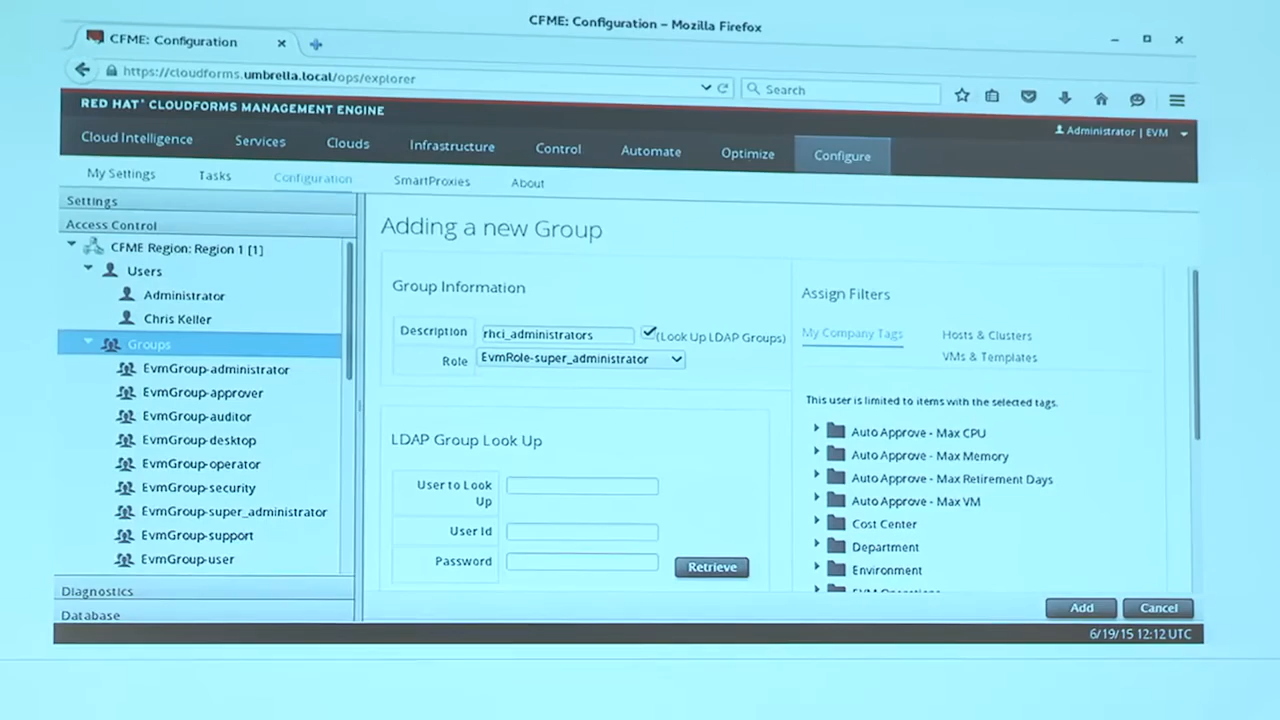 CFME: Configuration – Mozilla Firefox
CFME: Configuration
https://cloudforms.umbrella.local/ops/explorer
Search
RED HAT® CLOUDFORMS MANAGEMENT ENGINE
Administrator | EVM
Cloud Intelligence Services Clouds Infrastructure Control Automate Optimize Configure
My Settings Tasks Configuration SmartProxies About
Settings
Access Control
CFME Region: Region 1 [1]
Users
Administrator
Chris Keller
Groups
EvmGroup-administrator
EvmGroup-approver
EvmGroup-auditor
EvmGroup-desktop
EvmGroup-operator
EvmGroup-security
EvmGroup-super_administrator
EvmGroup-support
EvmGroup-user
Diagnostics
Database
Adding a new Group
Group Information
Description rhci_administrators (Look Up LDAP Groups)
Role EvmRole-super_administrator
LDAP Group Look Up
User to Look
Up
User Id
Password
Retrieve
Assign Filters
My Company Tags Hosts & Clusters
VMs & Templates
This user is limited to items with the selected tags.
Auto Approve - Max CPU
Auto Approve - Max Memory
Auto Approve - Max Retirement Days
Auto Approve - Max VM
Cost Center
Department
Environment
EVM Operations
Add Cancel
6/19/15 12:12 UTC